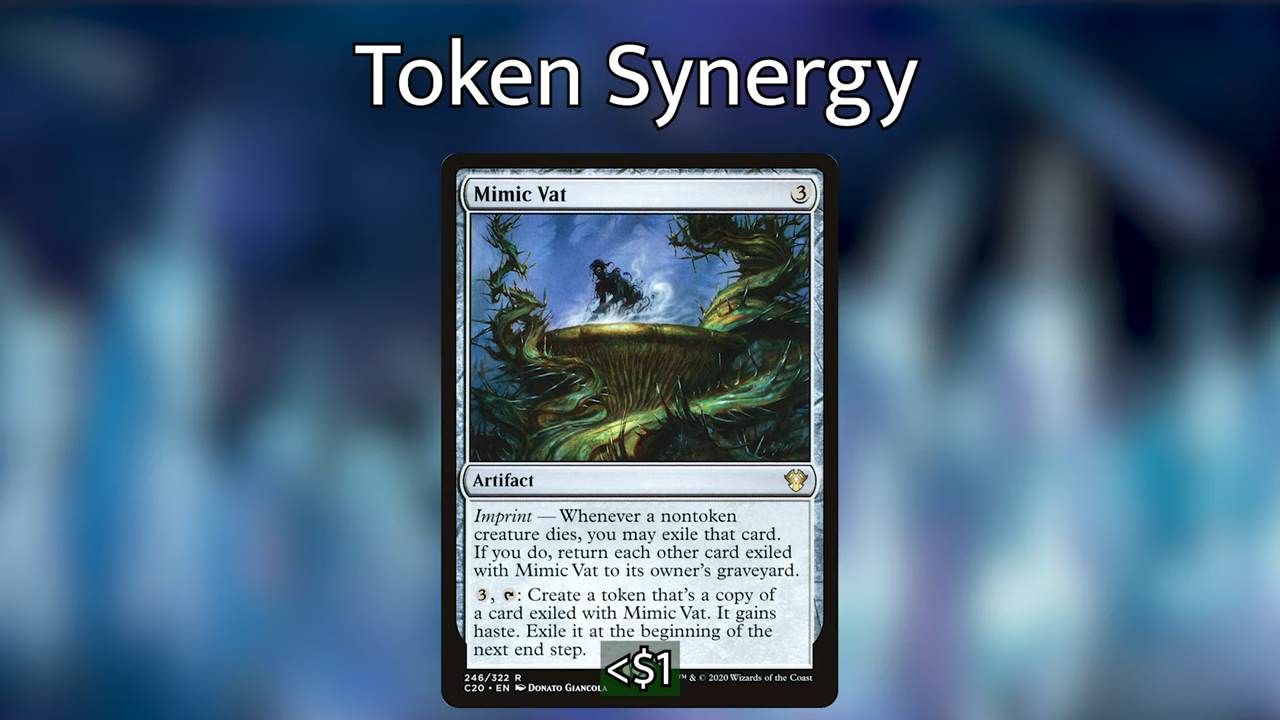 Token Synergy
Mimic Vat 3
Artifact
Imprint — Whenever a nontoken
creature dies, you may exile that card.
If you do, return each other card exiled
with Mimic Vat to its owner's graveyard.
3, : Create a token that's a copy of
a card exiled with Mimic Vat. It gains
haste. Exile it at the beginning of the
next end step.
<$1
246/322 R
C20 • EN Donato Giancola ™ & © 2020 Wizards of the Coast